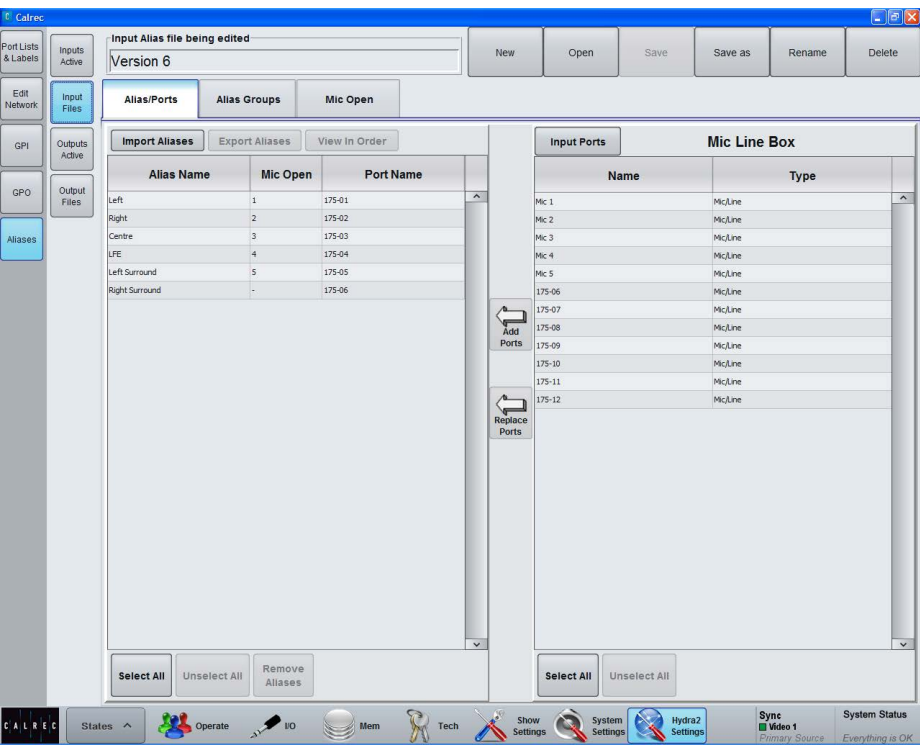 C Calrec
Port Lists
& Labels
Edit
Network
GPI
GPO
Aliases
Inputs
Active
Input
Files
Outputs
Active
Output
Files
Input Alias file being edited
Version 6
New
Open
Save
Save as
Rename
Delete
Alias/Ports
Alias Groups
Mic Open
Import Aliases
Export Aliases
View In Order
Alias Name Mic Open Port Name
Left 1 175-01
Right 2 175-02
Centre 3 175-03
LFE 4 175-04
Left Surround 5 175-05
Right Surround - 175-06
Add
Ports
Replace
Ports
Input Ports
Mic Line Box
Name Type
Mic 1 Mic/Line
Mic 2 Mic/Line
Mic 3 Mic/Line
Mic 4 Mic/Line
Mic 5 Mic/Line
175-06 Mic/Line
175-07 Mic/Line
175-08 Mic/Line
175-09 Mic/Line
175-10 Mic/Line
175-11 Mic/Line
175-12 Mic/Line
Select All
Unselect All
Remove
Aliases
Select All
Unselect All
CALREC
States
Operate
I/O
Mem
Tech
Show
Settings
System
Settings
Hydra2
Settings
Sync
Video 1
Primary Source
System Status
Everything is OK